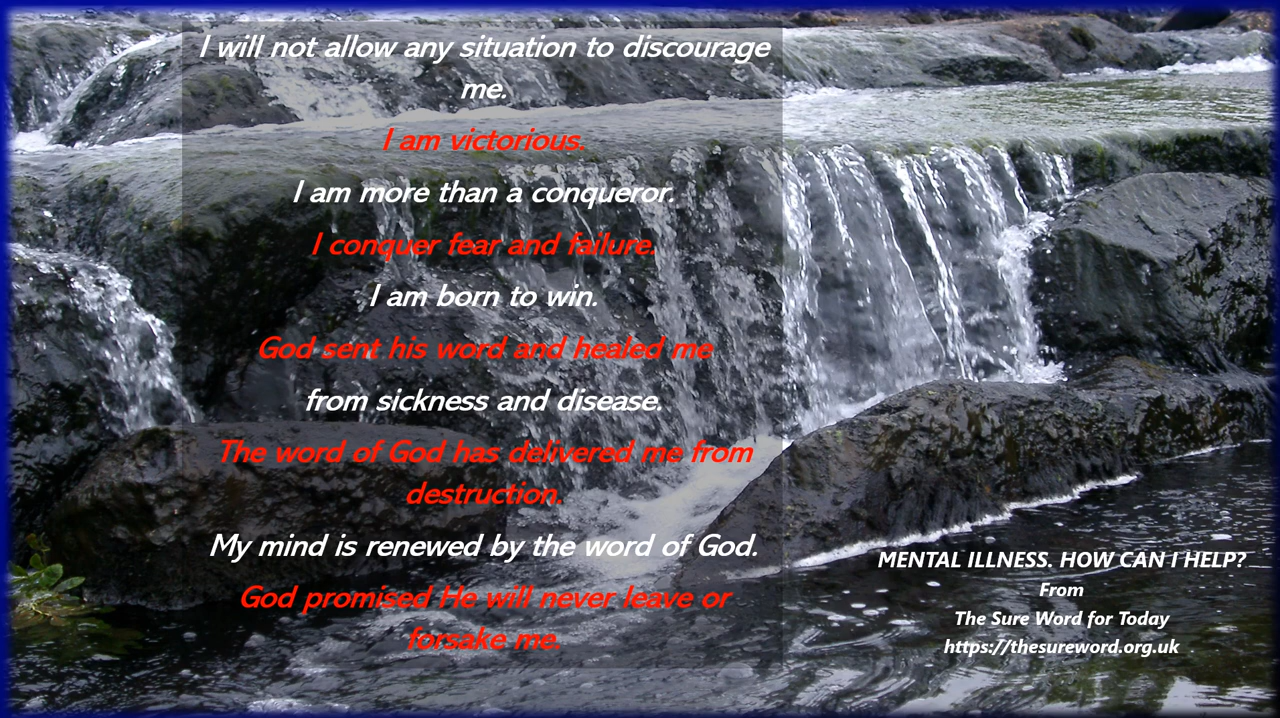 I will not allow any situation to discourage
me.
I am victorious.
I am more than a conqueror.
I conquer fear and failure.
I am born to win.
God sent his word and healed me
from sickness and disease.
The word of God has delivered me from
destruction.
My mind is renewed by the word of God.
God promised He will never leave or
forsake me.
MENTAL ILLNESS. HOW CAN I HELP?
From
The Sure Word for Today
https://thesureword.org.uk